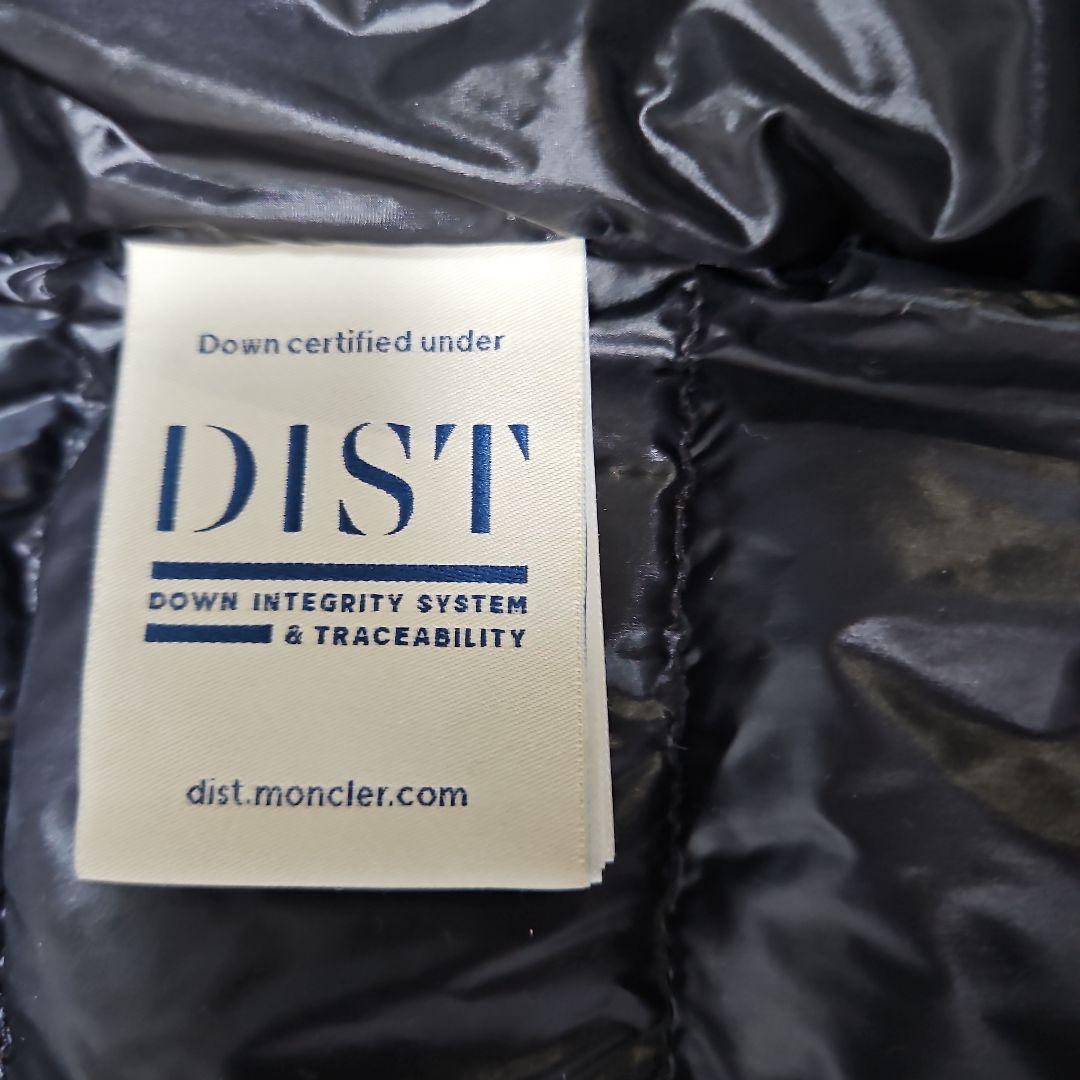 Down certified under
DIST
DOWN INTEGRITY SYSTEM
& TRACEABILITY
dist.moncler.com